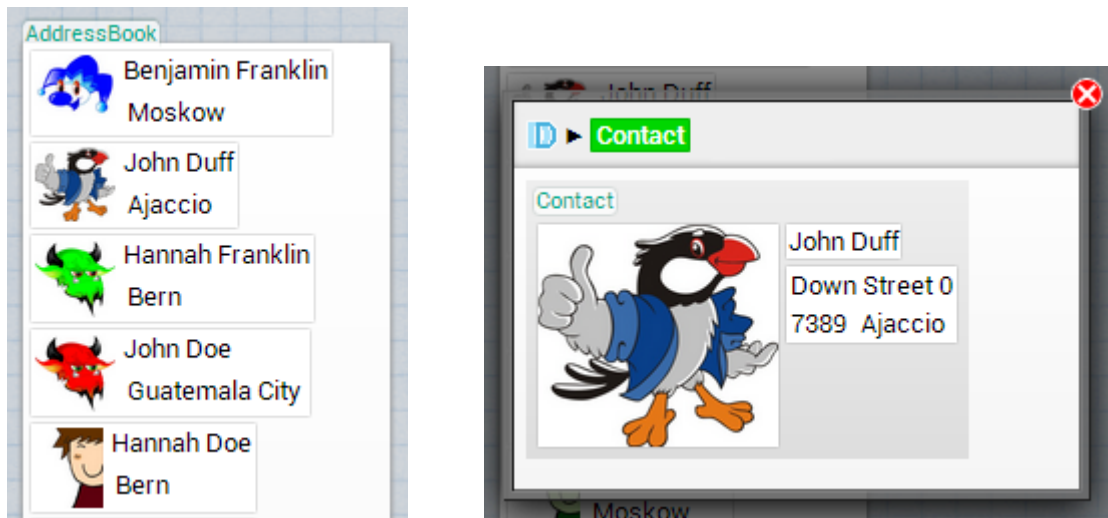 AddressBook
Benjamin Franklin
Moskow
John Duff
Ajaccio
Hannah Franklin
Bern
John Doe
Guatemala City
Hannah Doe
Bern
John Duff
Contact
Contact
John Duff
Down Street 0
7389 Ajaccio
Moskow